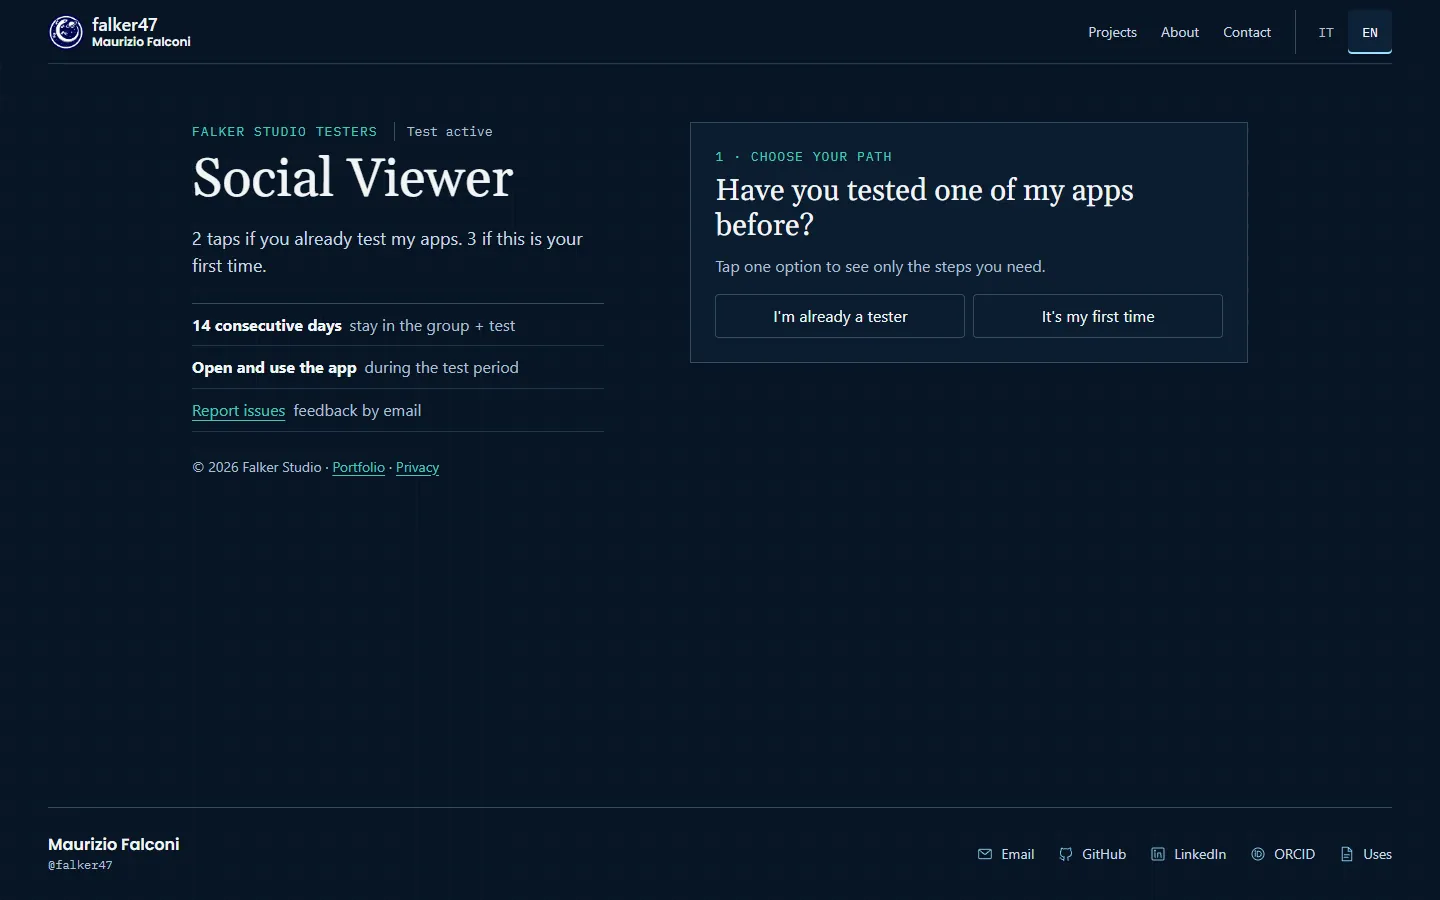 falker47
Maurizio Falconi
Projects
About
Contact
IT
EN
FALKER STUDIO TESTERS
Test active
Social Viewer
2 taps if you already test my apps. 3 if this is your
first time.
14 consecutive days stay in the group + test
Open and use the app during the test period
Report issues feedback by email
© 2026 Falker Studio · Portfolio · Privacy
1 · CHOOSE YOUR PATH
Have you tested one of my apps
before?
Tap one option to see only the steps you need.
I'm already a tester
It's my first time
Maurizio Falconi
@falker47
Email
GitHub
LinkedIn
ORCID
Uses